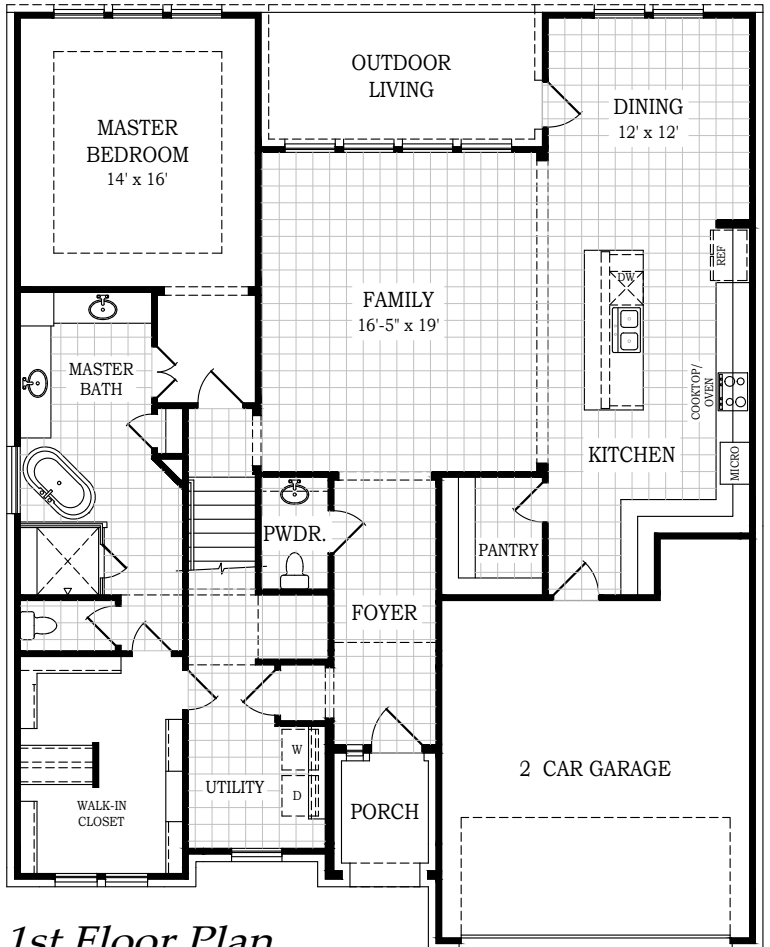 OUTDOOR
LIVING
DINING
12' x 12'
MASTER
BEDROOM
14' x 16'
REF
DW
FAMILY
16'-5" x 19'
MASTER
BATH
COOKTOP/
OVEN
KITCHEN
MICRO
PWDR.
PANTRY
FOYER
W
2 CAR GARAGE
UTILITY
D
WALK-IN
CLOSET
PORCH
1st Floor Plan